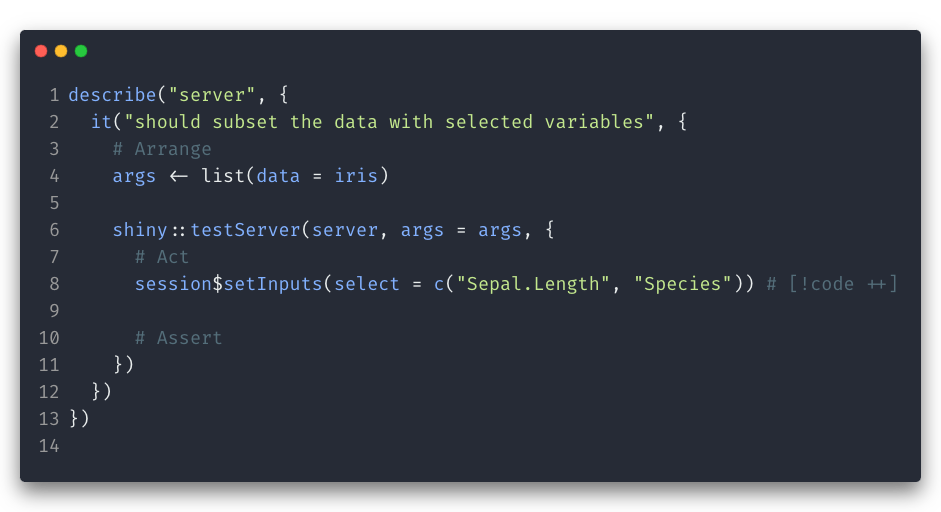 1 describe("server", {
2   it("should subset the data with selected variables", {
3     # Arrange
4     args <- list(data = iris)
5
6     shiny::testServer(server, args = args, {
7       # Act
8       session$setInputs(select = c("Sepal.Length", "Species")) # [!code ++]
9
10       # Assert
11     })
12   })
13 })
14